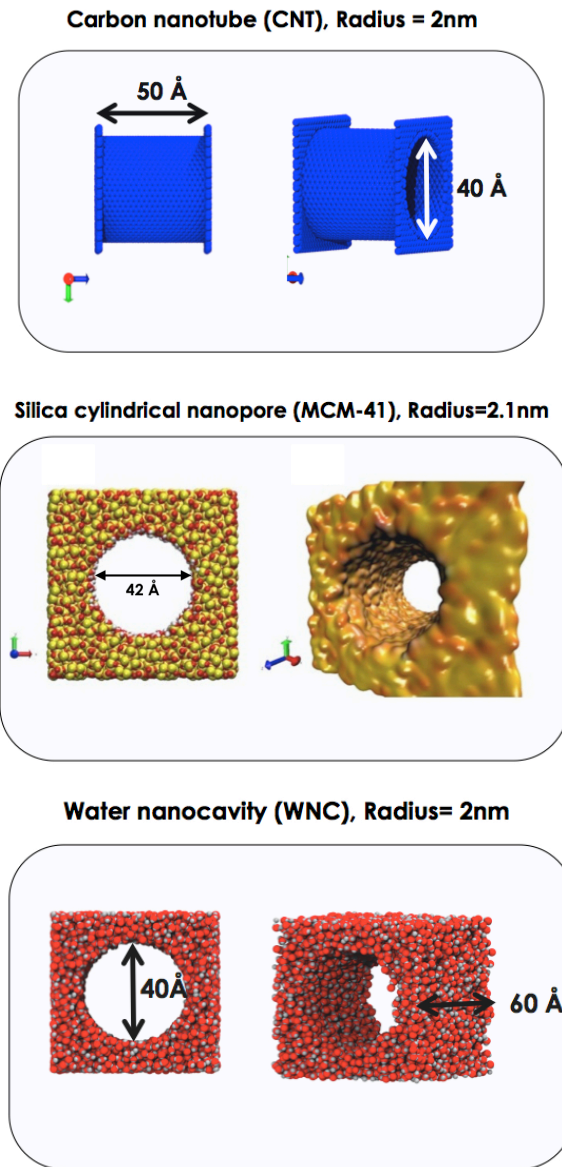 Carbon nanotube (CNT), Radius = 2nm
50 Å
40 Å
Silica cylindrical nanopore (MCM-41), Radius=2.1nm
42 Å
Water nanocavity (WNC), Radius= 2nm
40Å
60 Å